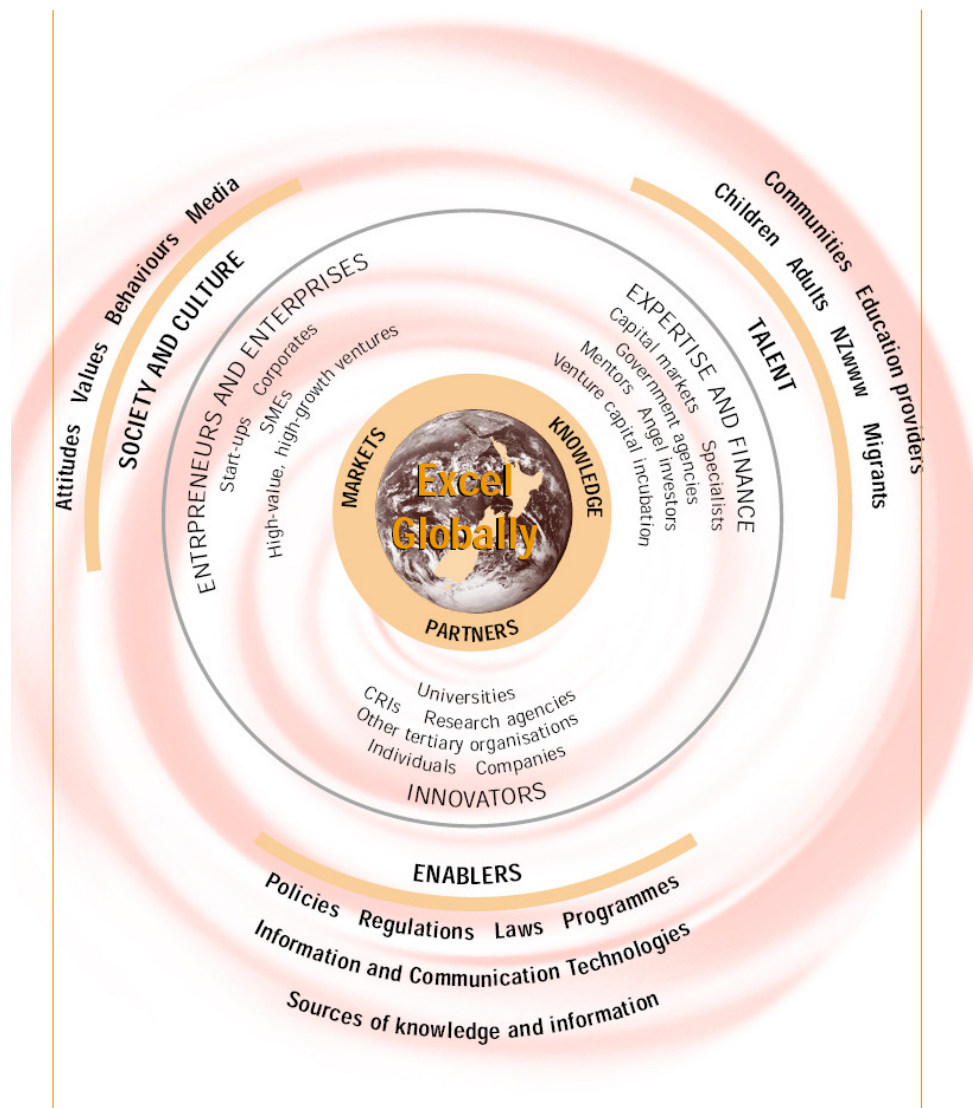 Attitudes Values Behaviours Media
SOCIETY AND CULTURE
ENTRPRENEURS AND ENTERPRISES
Start-ups Corporates
SMEs
High-value, high-growth ventures
Communities Education providers
Children Adults NZwww Migrants
TALENT
EXPERTISE AND FINANCE
Capital markets Specialists
Government agencies
Mentors Angel Investors
Venture capital incubation
MARKETS
KNOWLEDGE
Excel
Globally
PARTNERS
Universities
CRIs Research agencies
Other tertiary organisations
Individuals Companies
INNOVATORS
ENABLERS
Policies Regulations Laws Programmes
Information and Communication Technologies
Sources of knowledge and information